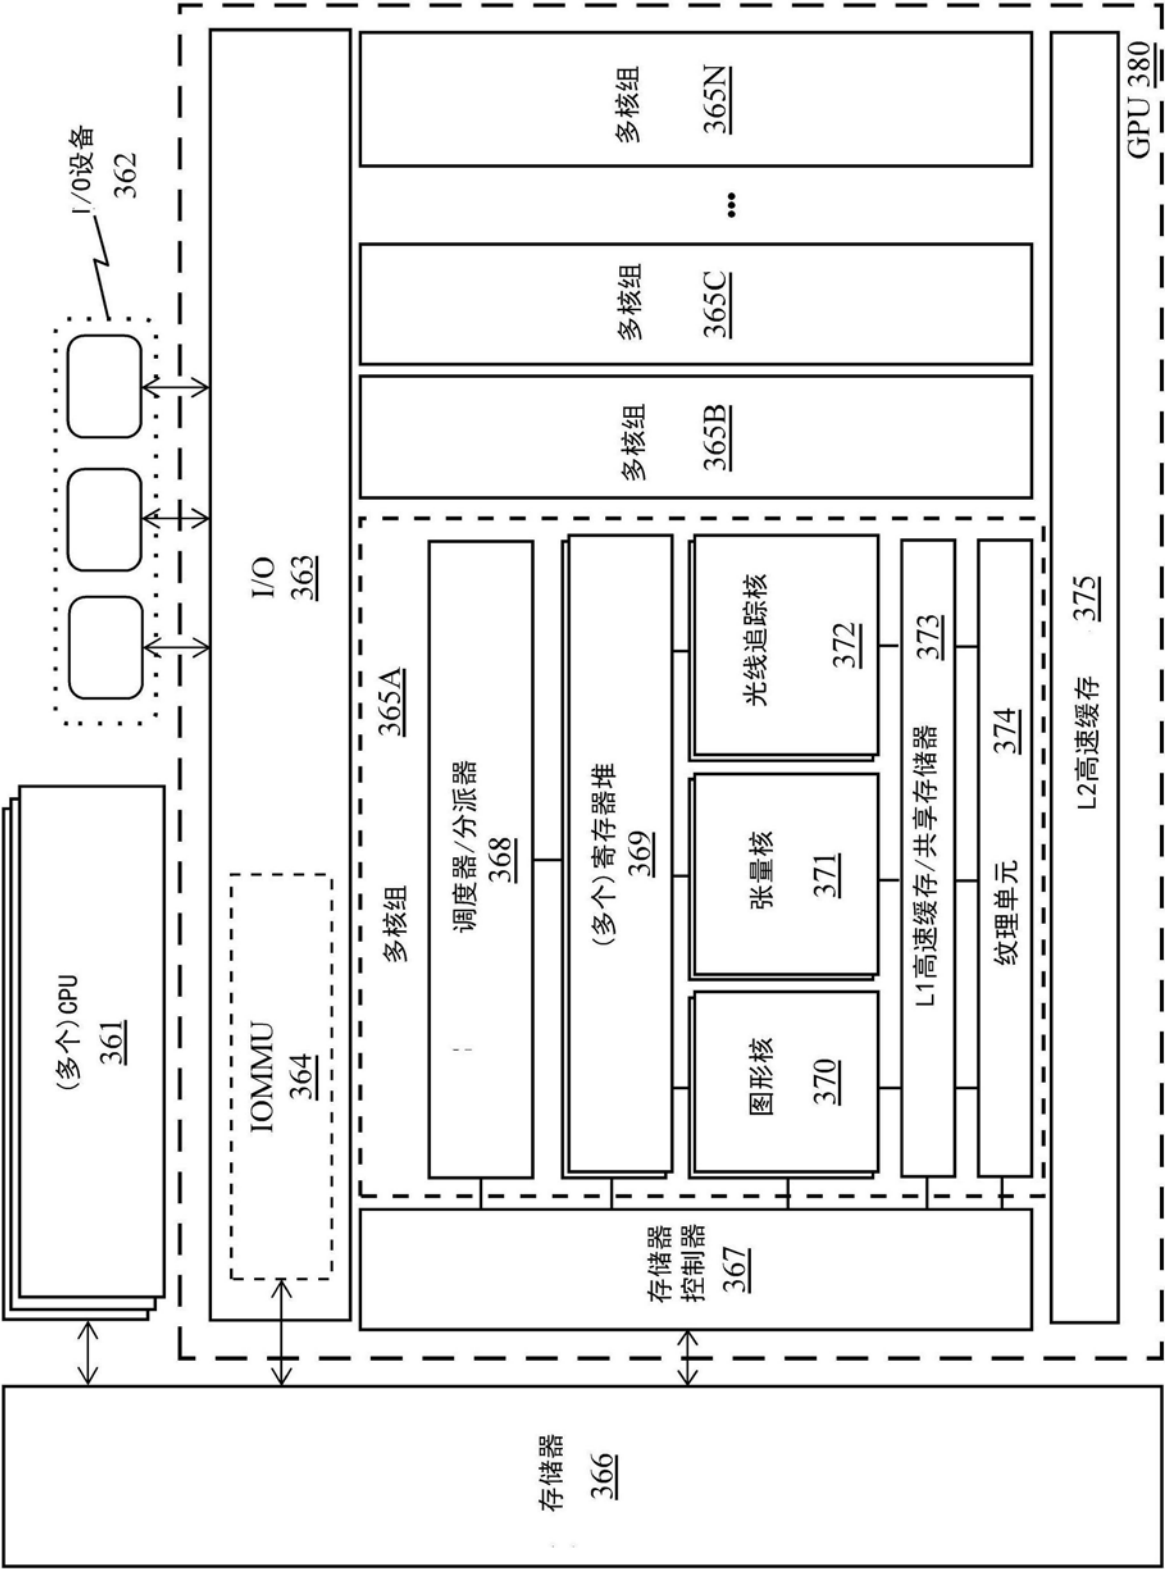 (多个)CPU
361
I/O设备
362
存储器
366
I/O
363
IOMMU
364
存储器
控制器
367
多核组
365A
调度器/分派器
368
(多个)寄存器堆
369
图形核
370
张量核
371
光线追踪核
372
L1高速缓存/共享存储器
373
纹理单元
374
多核组
365B
多核组
365C
...
多核组
365N
L2高速缓存
375
GPU 380